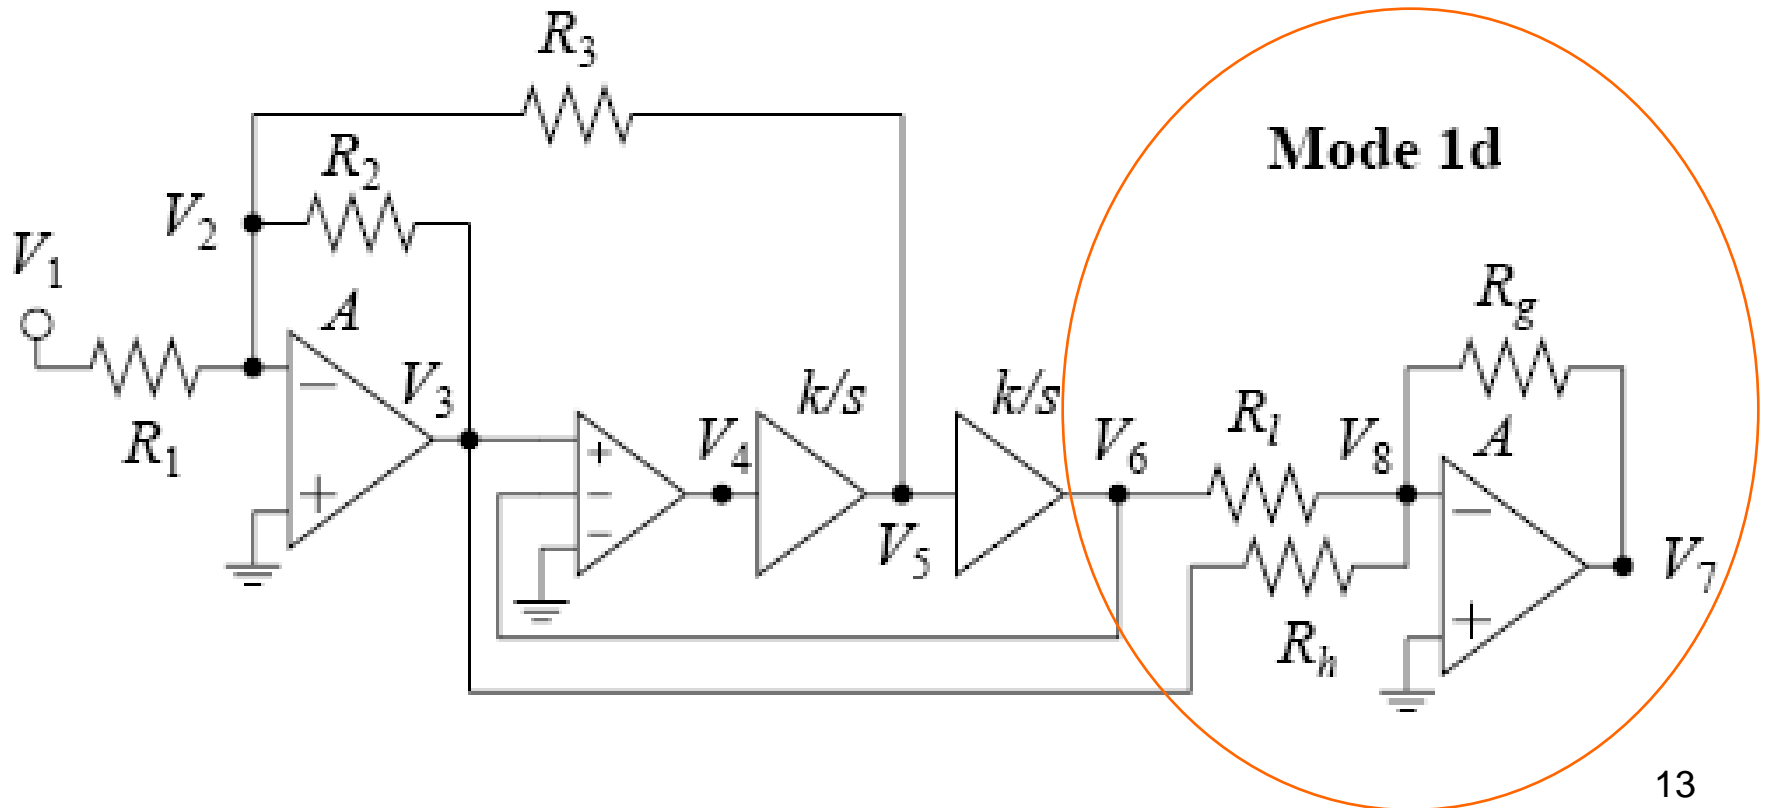 R3
Mode 1d
R2
V2
V1
A
Rg
V3
k/s
k/s
R1
Rl
V8
A
V4
V6
+
−
−
−
−
+
V5
V7
Rh
+
13